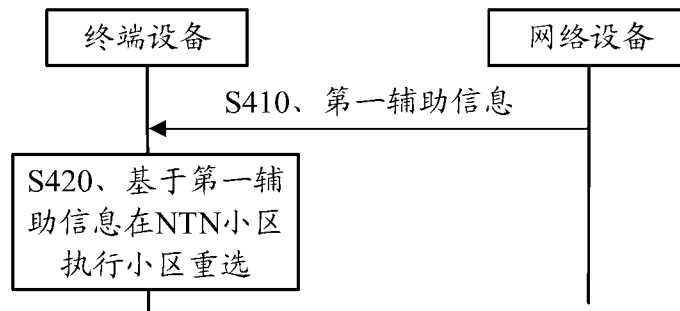 终端设备
网络设备
S410、第一辅助信息
S420、基于第一辅
助信息在NTN小区
执行小区重选